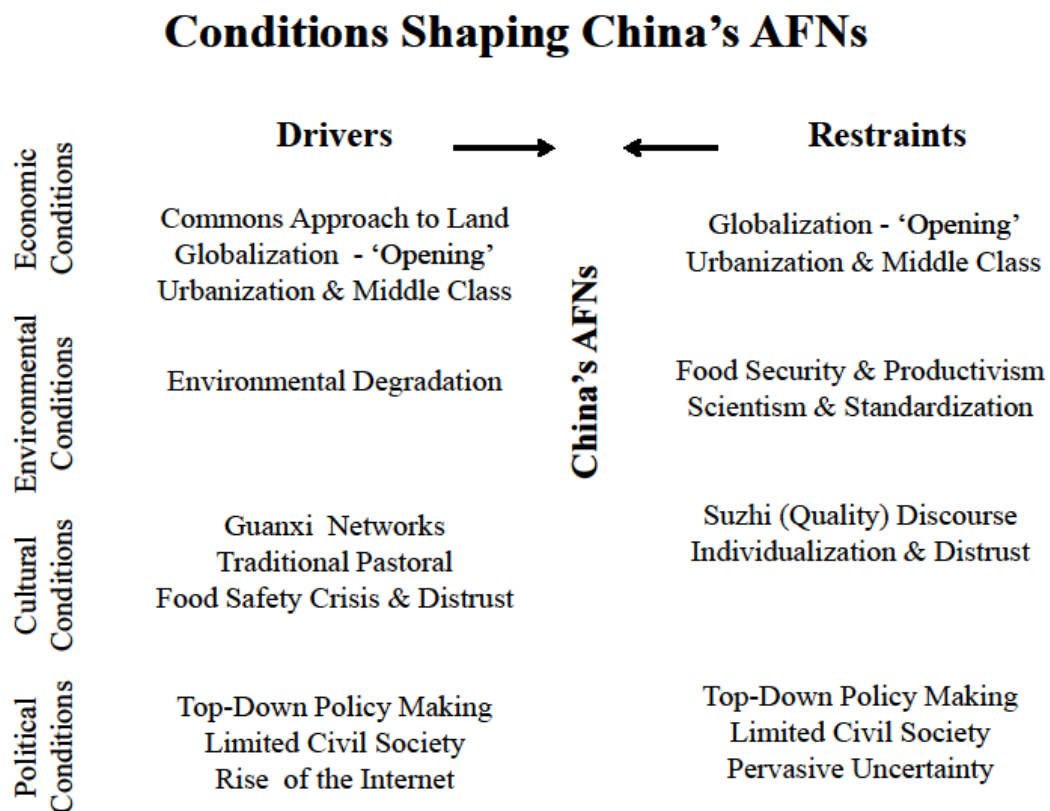 Conditions Shaping China's AFNs
Drivers
Restraints
Economic
Conditions
Commons Approach to Land
Globalization - ‘Opening’
Urbanization & Middle Class
Globalization - ‘Opening’
Urbanization & Middle Class
China's AFNs
Environmental
Conditions
Environmental Degradation
Food Security & Productivism
Scientism & Standardization
Cultural
Conditions
Guanxi Networks
Traditional Pastoral
Food Safety Crisis & Distrust
Suzhi (Quality) Discourse
Individualization & Distrust
Political
Conditions
Top-Down Policy Making
Limited Civil Society
Rise of the Internet
Top-Down Policy Making
Limited Civil Society
Pervasive Uncertainty